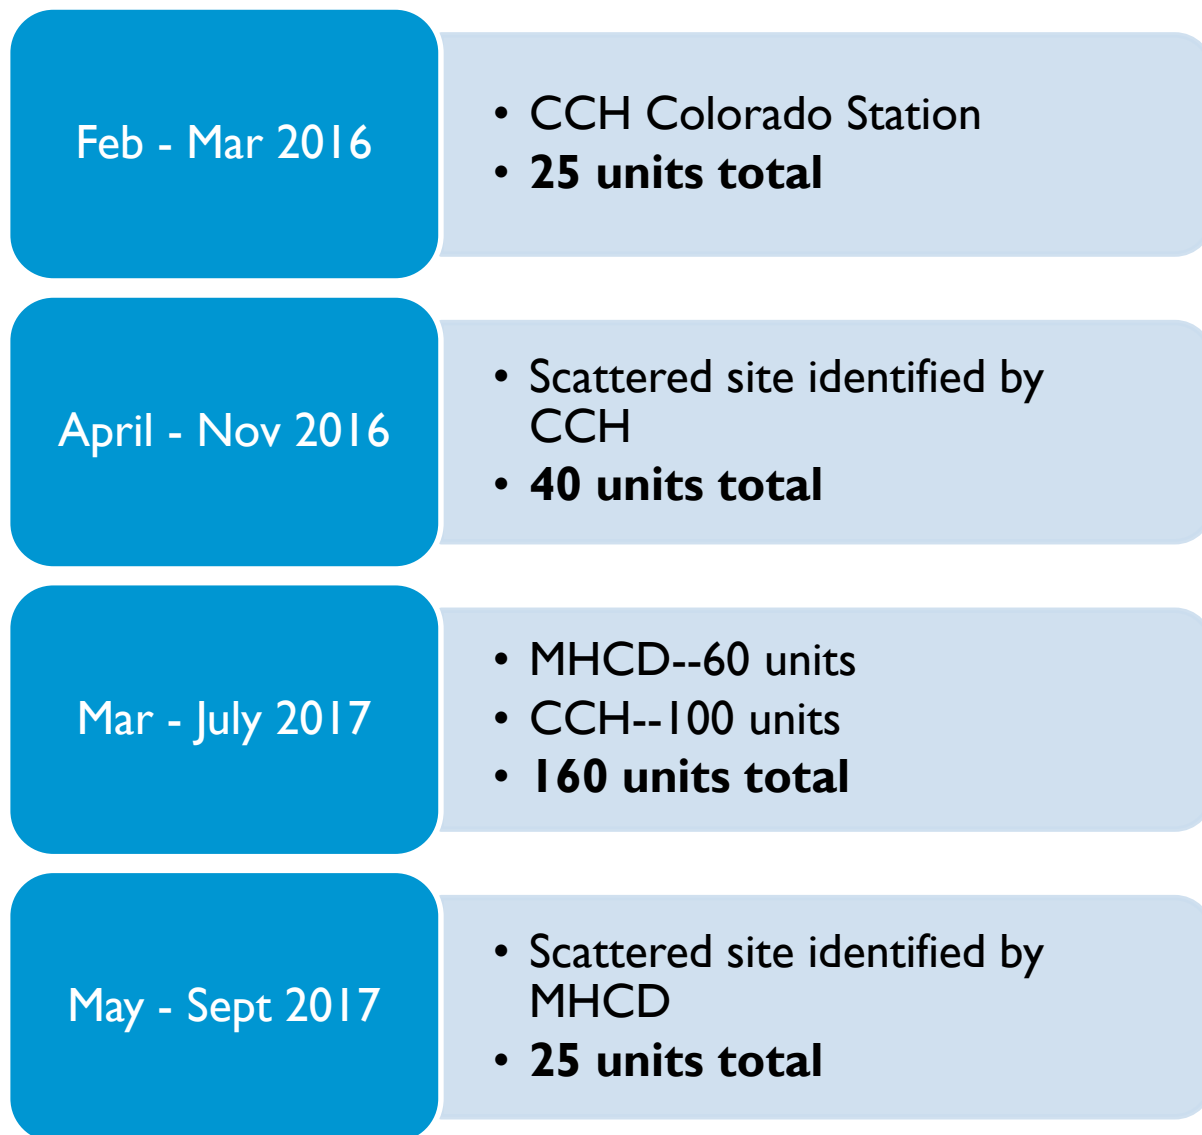 Feb - Mar 2016
• CCH Colorado Station
• 25 units total
April - Nov 2016
• Scattered site identified by
CCH
• 40 units total
Mar - July 2017
• MHCD--60 units
• CCH--100 units
• 160 units total
May - Sept 2017
• Scattered site identified by
MHCD
• 25 units total